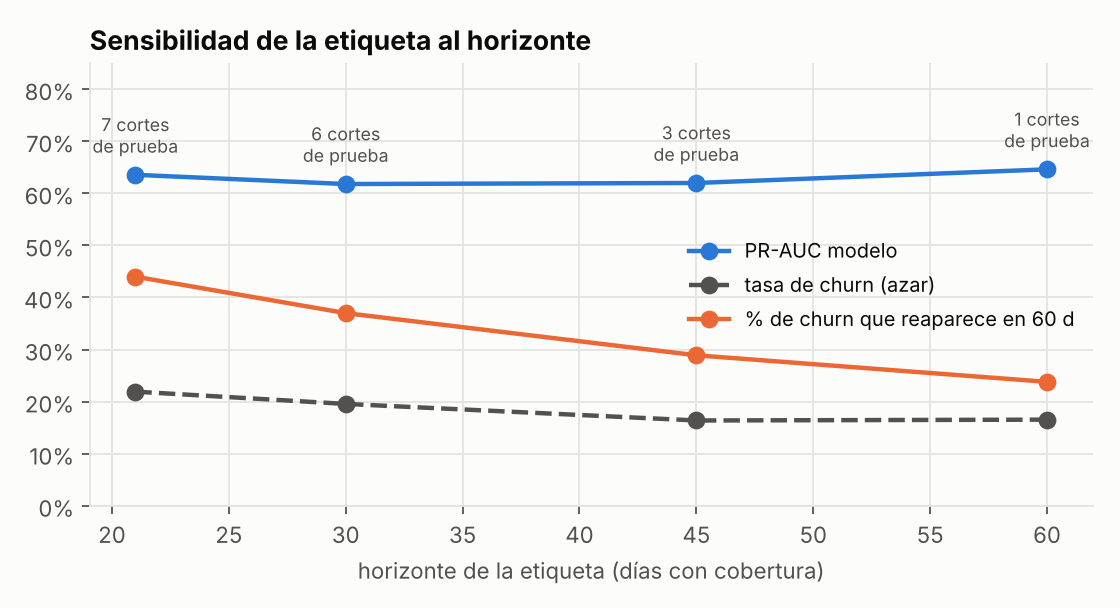 Sensibilidad de la etiqueta al horizonte
80%
70%
60%
50%
40%
30%
20%
10%
0%
7 cortes
de prueba
6 cortes
de prueba
3 cortes
de prueba
1 cortes
de prueba
PR-AUC modelo
tasa de churn (azar)
% de churn que reaparece en 60 d
20
25
30
35
40
45
50
55
60
horizonte de la etiqueta (días con cobertura)